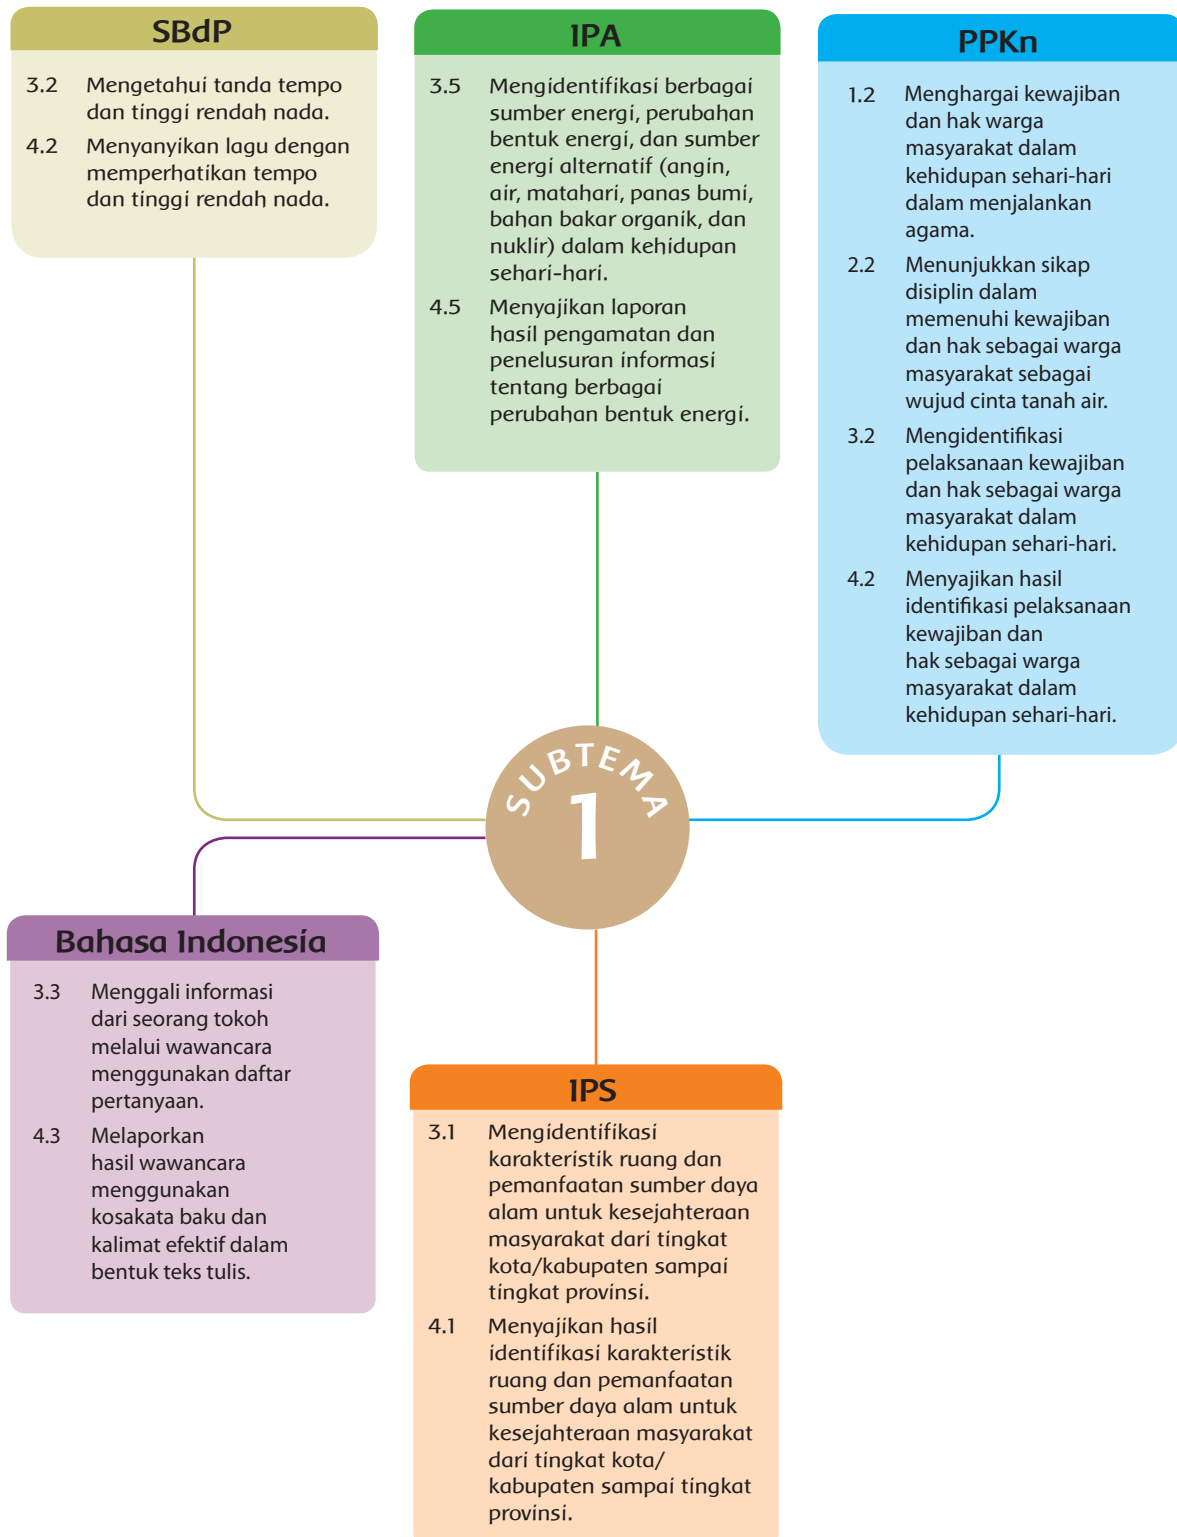 SBdP
3.2 Mengetahui tanda tempo
dan tinggi rendah nada.
4.2 Menyanyikan lagu dengan
memperhatikan tempo
dan tinggi rendah nada.
IPA
3.5 Mengidentifikasi berbagai
sumber energi, perubahan
bentuk energi, dan sumber
energi alternatif (angin,
air, matahari, panas bumi,
bahan bakar organik, dan
nuklir) dalam kehidupan
sehari-hari.
4.5 Menyajikan laporan
hasil pengamatan dan
penelusuran informasi
tentang berbagai
perubahan bentuk energi.
PPKn
1.2 Menghargai kewajiban
dan hak warga
masyarakat dalam
kehidupan sehari-hari
dalam menjalankan
agama.
2.2 Menunjukkan sikap
disiplin dalam
memenuhi kewajiban
dan hak sebagai warga
masyarakat sebagai
wujud cinta tanah air.
3.2 Mengidentifikasi
pelaksanaan kewajiban
dan hak sebagai warga
masyarakat dalam
kehidupan sehari-hari.
4.2 Menyajikan hasil
identifikasi pelaksanaan
kewajiban dan
hak sebagai warga
masyarakat dalam
kehidupan sehari-hari.
SUBTEMA
1
Bahasa Indonesia
3.3 Menggali informasi
dari seorang tokoh
melalui wawancara
menggunakan daftar
pertanyaan.
4.3 Melaporkan
hasil wawancara
menggunakan
kosakata baku dan
kalimat efektif dalam
bentuk teks tulis.
IPS
3.1 Mengidentifikasi
karakteristik ruang dan
pemanfaatan sumber daya
alam untuk kesejahteraan
masyarakat dari tingkat
kota/kabupaten sampai
tingkat provinsi.
4.1 Menyajikan hasil
identifikasi karakteristik
ruang dan pemanfaatan
sumber daya alam untuk
kesejahteraan masyarakat
dari tingkat kota/
kabupaten sampai tingkat
provinsi.